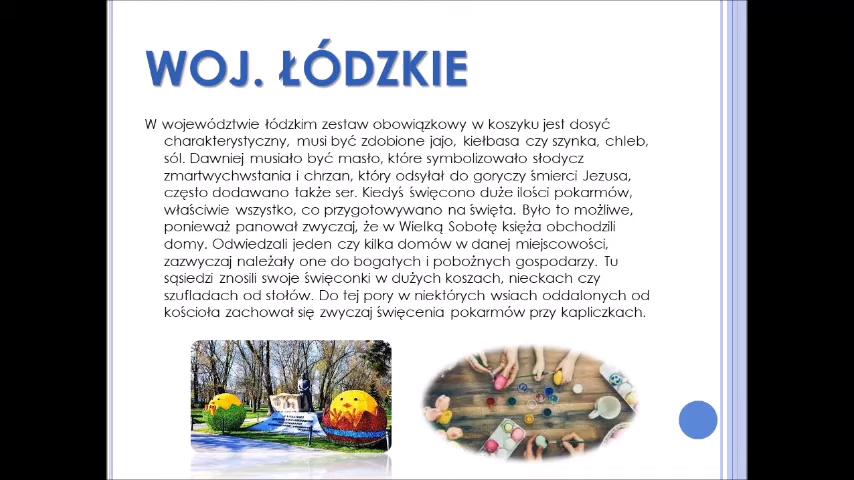 WOJ. ŁÓDZKIE
W województwie łódzkim zestaw obowiązkowy w koszyku jest dosyć
charakterystyczny, musi być zdobione jajo, kiełbasa czy szynka, chleb,
sól. Dawniej musiało być masło, które symbolizowało słodycz
zmartwychwstania i chrzan, który odsyłał do goryczy śmierci Jezusa,
często dodawano także ser. Kiedyś święcono duże ilości pokarmów,
właściwie wszystko, co przygotowywano na święta. Było to możliwe,
ponieważ panował zwyczaj, że w Wielką Sobotę księża obchodzili
domy. Odwiedzali jeden czy kilka domów w danej miejscowości,
zazwyczaj należały one do bogatych i pobożnych gospodarzy. Tu
sąsiedzi znosili swoje święconki w dużych koszach, nieckach czy
szufladach od stołów. Do tej pory w niektórych wsiach oddalonych od
kościoła zachował się zwyczaj święcenia pokarmów przy kapliczkach.